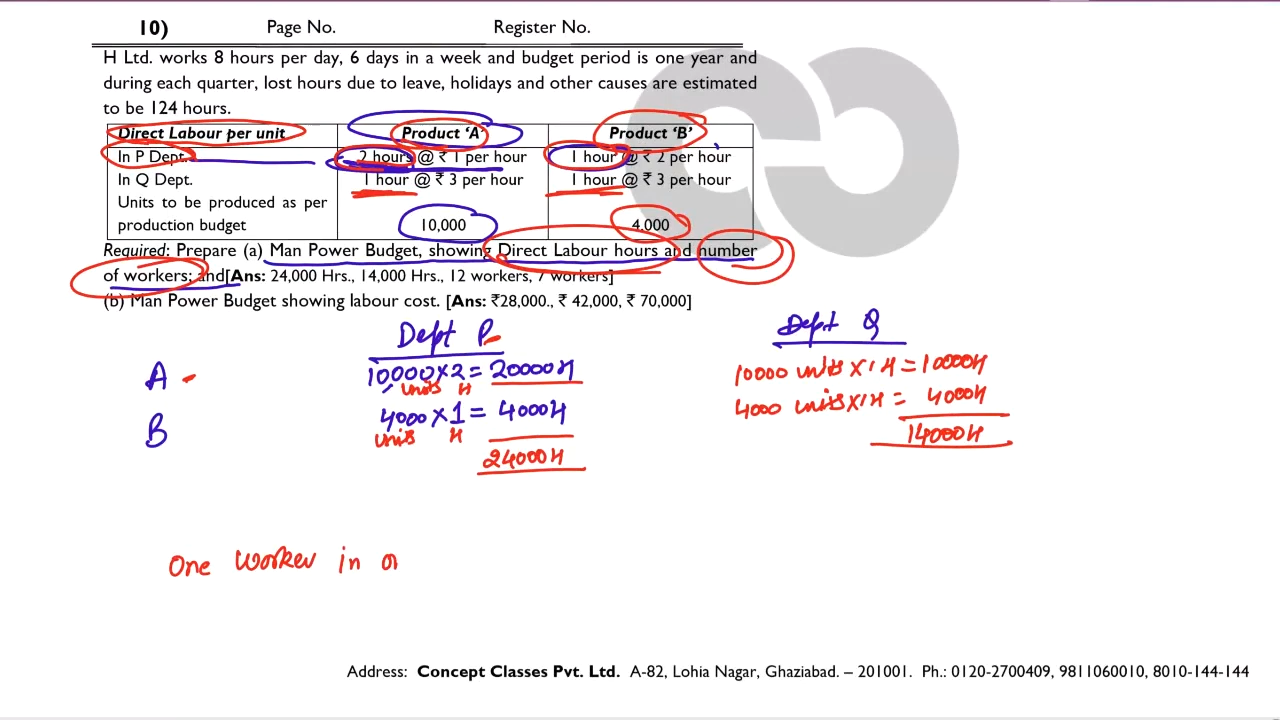 10) Page No. Register No.
H Ltd. works 8 hours per day, 6 days in a week and budget period is one year and
during each quarter, lost hours due to leave, holidays and other causes are estimated
to be 124 hours.
Direct Labour per unit Product ‘A’ Product ‘B’
In P Dept. 2 hours @ ₹ 1 per hour 1 hour @ ₹ 2 per hour
In Q Dept. 1 hour @ ₹ 3 per hour 1 hour @ ₹ 3 per hour
Units to be produced as per
production budget 10,000 4,000
Required: Prepare (a) Man Power Budget, showing Direct Labour hours and number
of workers; and[Ans: 24,000 Hrs., 14,000 Hrs., 12 workers, 7 workers]
(b) Man Power Budget showing labour cost. [Ans: ₹28,000., ₹ 42,000, ₹ 70,000]
Dept P Dept Q
A - 10000 x 2 = 20000H 10000 units x 1H = 10000H
units H
B 4000 x 1 = 4000H 4000 units x 1H = 4000H
units H
24000H 14000H
One worker in o
Address: Concept Classes Pvt. Ltd. A-82, Lohia Nagar, Ghaziabad. – 201001. Ph.: 0120-2700409, 9811060010, 8010-144-144